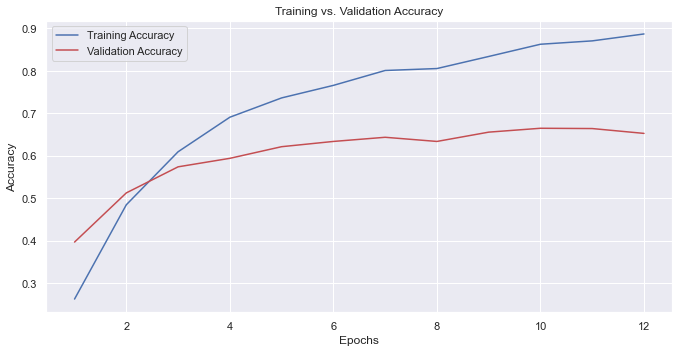 Training vs. Validation Accuracy
Training Accuracy
Validation Accuracy
0.9
0.8
0.7
0.6
0.5
0.4
0.3
Accuracy
2 4 6 8 10 12
Epochs